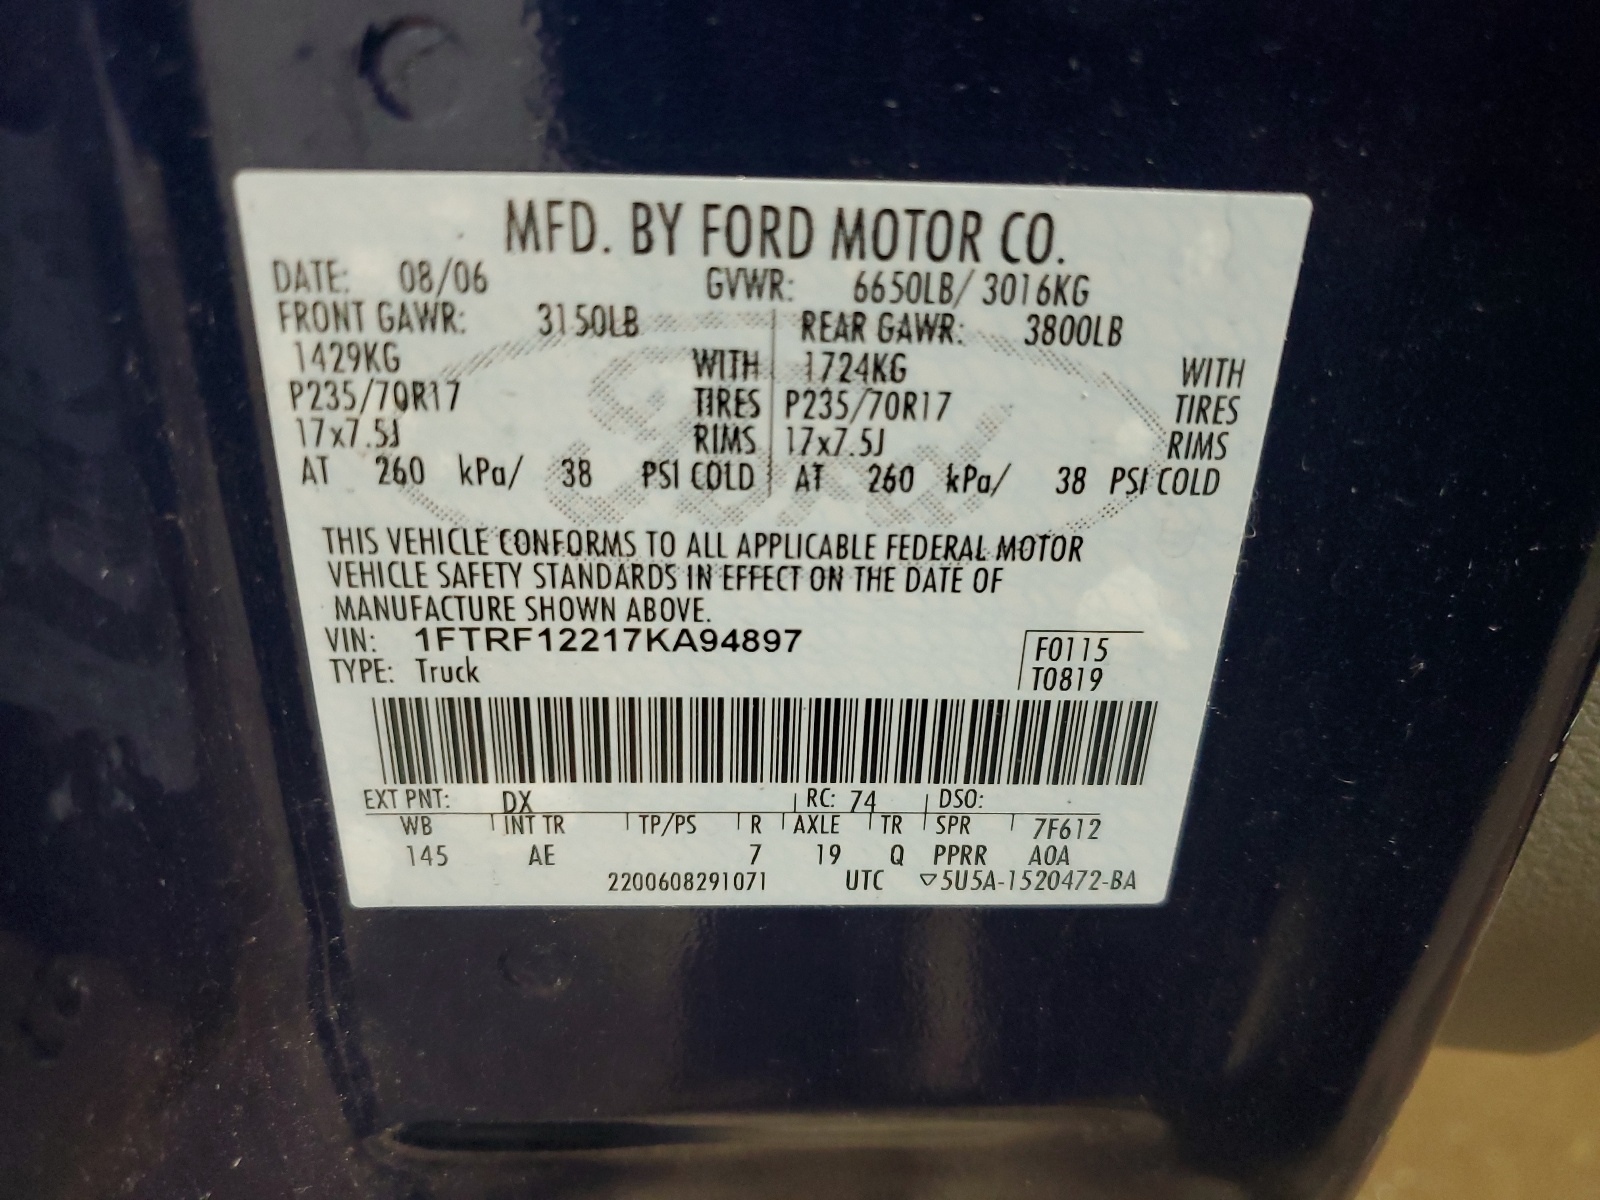 MFD. BY FORD MOTOR CO.
DATE: 08/06 GVWR: 6650LB/ 3016KG
FRONT GAWR: 3150LB REAR GAWR: 3800LB
1429KG WITH 1724KG WITH
P235/70R17 TIRES P235/70R17 TIRES
17x7.5J RIMS 17x7.5J RIMS
AT 260 kPa/ 38 PSI COLD AT 260 kPa/ 38 PSI COLD
THIS VEHICLE CONFORMS TO ALL APPLICABLE FEDERAL MOTOR
VEHICLE SAFETY STANDARDS IN EFFECT ON THE DATE OF
MANUFACTURE SHOWN ABOVE.
VIN: 1FTRF12217KA94897 F0115
TYPE: Truck T0819
EXT PNT: DX RC: 74 DSO:
WB INT TR TP/PS R AXLE TR SPR 7F612
145 AE 7 19 Q PPRR A0A
2200608291071 UTC ▽5U5A-1520472-BA